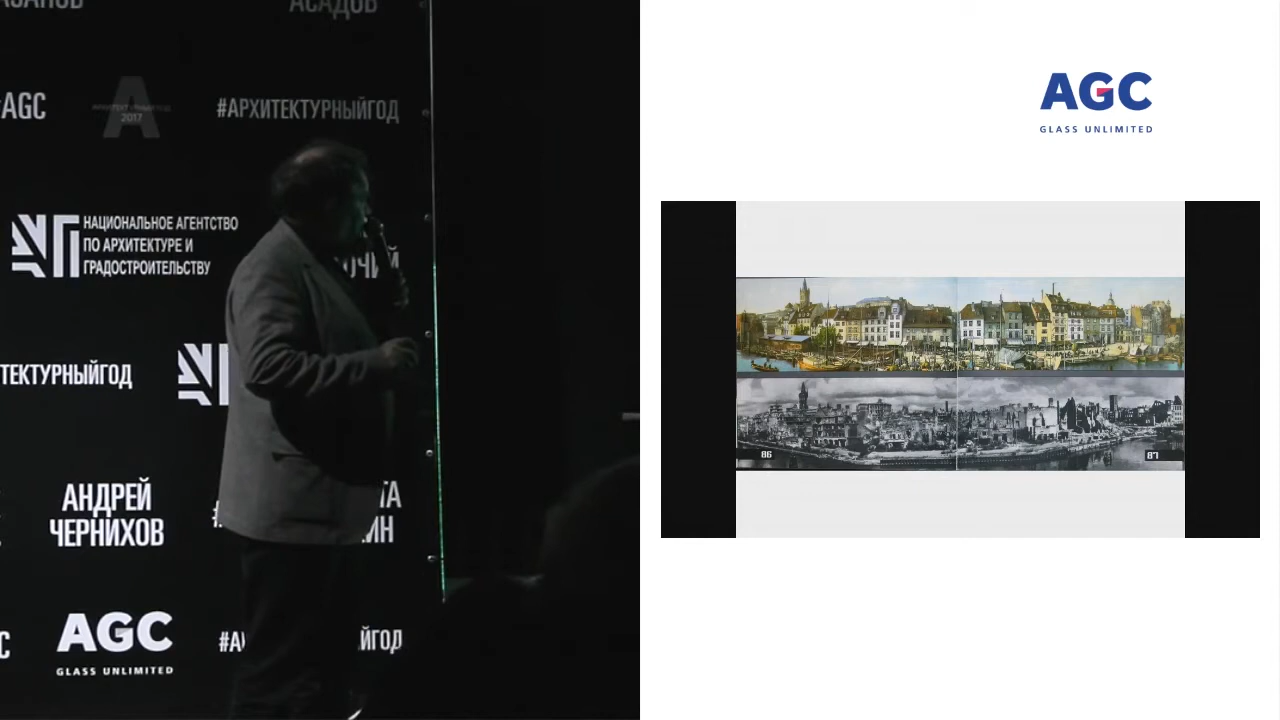 АСАДОВ
AGC
2017
#АРХИТЕКТУРНЫЙГОД
НАЦИОНАЛЬНОЕ АГЕНТСТВО
ПО АРХИТЕКТУРЕ И
ГРАДОСТРОИТЕЛЬСТВУ
ТЕКТУРНЫЙГОД
АНДРЕЙ
ЧЕРНИХОВ
AGC
GLASS UNLIMITED
ЙГОД
AGC
GLASS UNLIMITED
86
87